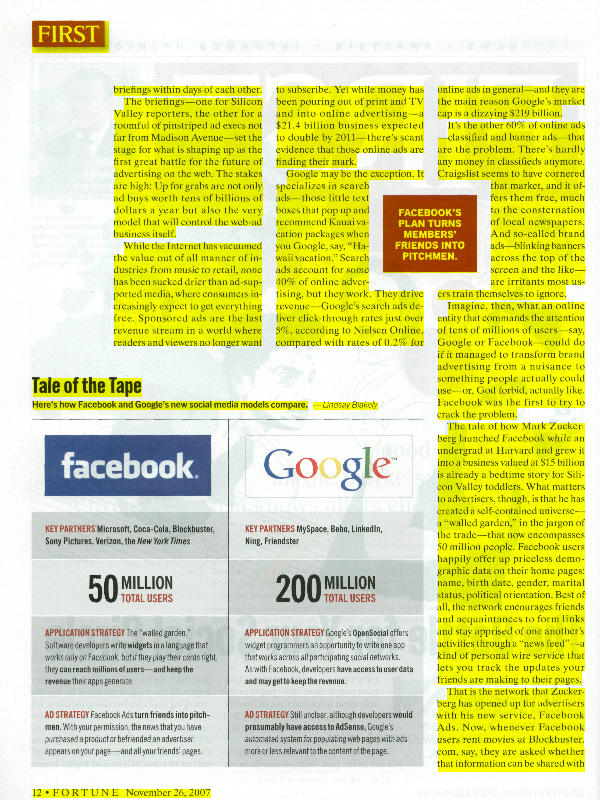 FIRST
briefings within days of each other.
The briefings—one for Silicon
Valley reporters, the other for a
roomful of pinstriped ad execs not
far from Madison Avenue—set the
stage for what is shaping up as the
first great battle for the future of
advertising on the web. The stakes
are high: Up for grabs are not only
ad buys worth tens of billions of
dollars a year but also the very
model that will control the web-ad
business itself.
While the Internet has vacuumed
the value out of all manner of in-
dustries from music to retail, none
has been sucked drier than ad-sup-
ported media, where consumers in-
creasingly expect to get everything
free. Sponsored ads are the last
revenue stream in a world where
readers and viewers no longer want
to subscribe. Yet while money has
been pouring out of print and TV
and into online advertising—a
$21.4 billion business expected
to double by 2011—there's scant
evidence that those online ads are
finding their mark.
Google may be the exception. It
specializes in search
ads—those little text
boxes that pop up and
recommend Kauai va-
cation packages when
you Google, say, "Ha-
waii vacation." Search
ads account for some
40% of online adver-
tising, but they work. They drive
revenue—Google's search ads de-
liver click-through rates just over
5%, according to Nielsen Online,
compared with rates of 0.2% for
FACEBOOK'S
PLAN TURNS
MEMBERS'
FRIENDS INTO
PITCHMEN.
online ads in general—and they are
the main reason Google's market
cap is a dizzying $219 billion.
It's the other 60% of online ads
—classified and banner ads—that
are the problem. There's hardly
any money in classifieds anymore.
Craigslist seems to have cornered
that market, and it of-
fers them free, much
to the consternation
of local newspapers.
And so-called brand
ads—blinking banners
across the top of the
screen and the like—
are irritants most us-
ers train themselves to ignore.
Imagine, then, what an online
entity that commands the attention
of tens of millions of users—say,
Google or Facebook—could do
if it managed to transform brand
advertising from a nuisance to
something people actually could
use—or, God forbid, actually like.
Facebook was the first to try to
crack the problem.
The tale of how Mark Zucker-
berg launched Facebook while an
undergrad at Harvard and grew it
into a business valued at $15 billion
is already a bedtime story for Sili-
con Valley toddlers. What matters
to advertisers, though, is that he has
created a self-contained universe—
a "walled garden," in the jargon of
the trade—that now encompasses
50 million people. Facebook users
happily offer up priceless demo-
graphic data on their home pages:
name, birth date, gender, marital
status, political orientation. Best of
all, the network encourages friends
and acquaintances to form links
and stay apprised of one another's
activities through a "news feed"—a
kind of personal wire service that
lets you track the updates your
friends are making to their pages.
That is the network that Zucker-
berg has opened up for advertisers
with his new service, Facebook
Ads. Now, whenever Facebook
users rent movies at Blockbuster.
com, say, they are asked whether
that information can be shared with
Tale of the Tape
Here's how Facebook and Google's new social media models compare. —Lindsay Blakely
facebook.
KEY PARTNERS Microsoft, Coca-Cola, Blockbuster,
Sony Pictures, Verizon, the New York Times
50 MILLION
TOTAL USERS
APPLICATION STRATEGY The "walled garden."
Software developers write widgets in a language that
works only on Facebook, but if they play their cards right,
they can reach millions of users—and keep the
revenue their apps generate.
AD STRATEGY Facebook Ads turn friends into pitch-
men. With your permission, the news that you have
purchased a product or befriended an advertiser
appears on your page—and all your friends' pages.
Google™
KEY PARTNERS MySpace, Bebo, LinkedIn,
Ning, Friendster
200 MILLION
TOTAL USERS
APPLICATION STRATEGY Google's OpenSocial offers
widget programmers an opportunity to write one app
that works across all participating social networks.
As with Facebook, developers have access to user data
and may get to keep the revenue.
AD STRATEGY Still unclear, although developers would
presumably have access to AdSense, Google's
automated system for populating web pages with ads
more or less relevant to the content of the page.
12 • FORTUNE November 26, 2007